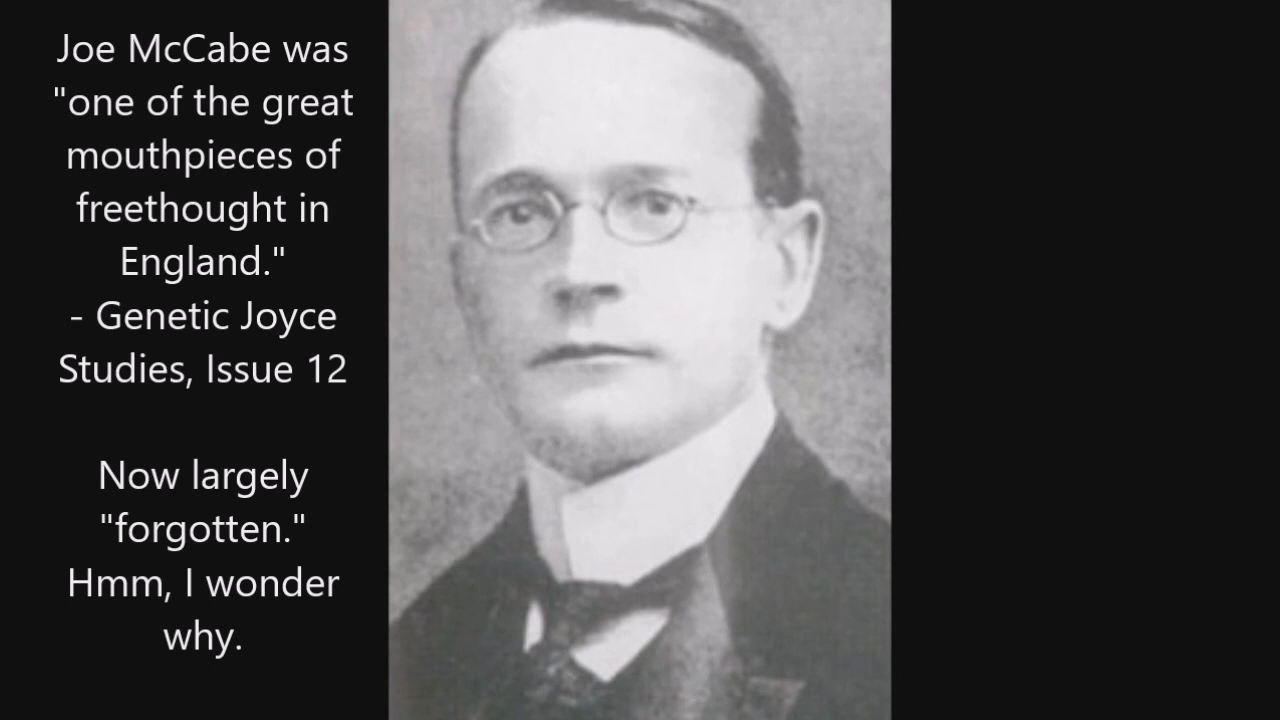 Joe McCabe was
"one of the great
mouthpieces of
freethought in
England."
- Genetic Joyce
Studies, Issue 12
Now largely
"forgotten."
Hmm, I wonder
why.